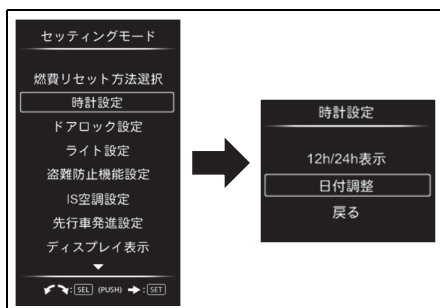 セッティングモード
燃費リセット方法選択
時計設定
ドアロック設定
ライト設定
盗難防止機能設定
IS空調設定
先行車発進設定
ディスプレイ表示
:SEL (PUSH) :SET
時計設定
12h/24h表示
日付調整
戻る